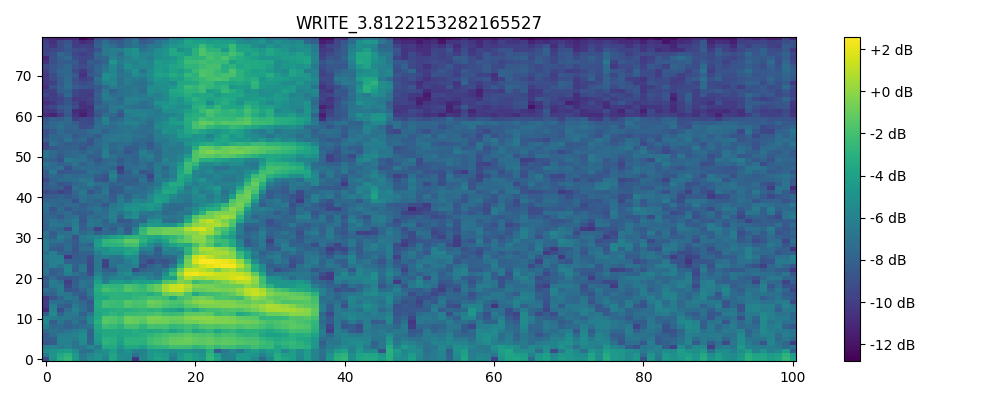 WRITE_3.8122153282165527
70
60
50
40
30
20
10
0
0 20 40 60 80 100
+2 dB
+0 dB
-2 dB
-4 dB
-6 dB
-8 dB
-10 dB
-12 dB